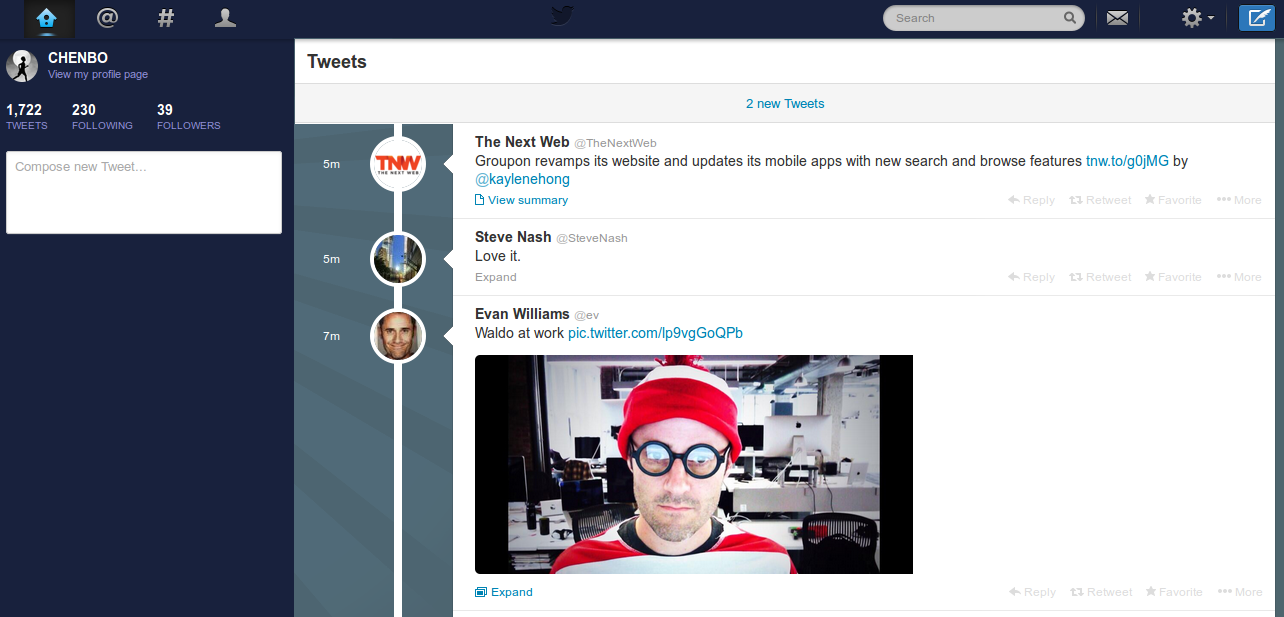 @
#
Search
CHENBO
View my profile page
1,722 230 39
TWEETS FOLLOWING FOLLOWERS
Compose new Tweet...
Tweets
2 new Tweets
5m
TNW
THE NEXT WEB
The Next Web @TheNextWeb
Groupon revamps its website and updates its mobile apps with new search and browse features tnw.to/g0jMG by
@kaylenehong
View summary
Reply Retweet Favorite More
5m
Steve Nash @SteveNash
Love it.
Expand
Reply Retweet Favorite More
7m
Evan Williams @ev
Waldo at work pic.twitter.com/lp9vgGoQPb
Expand
Reply Retweet Favorite More